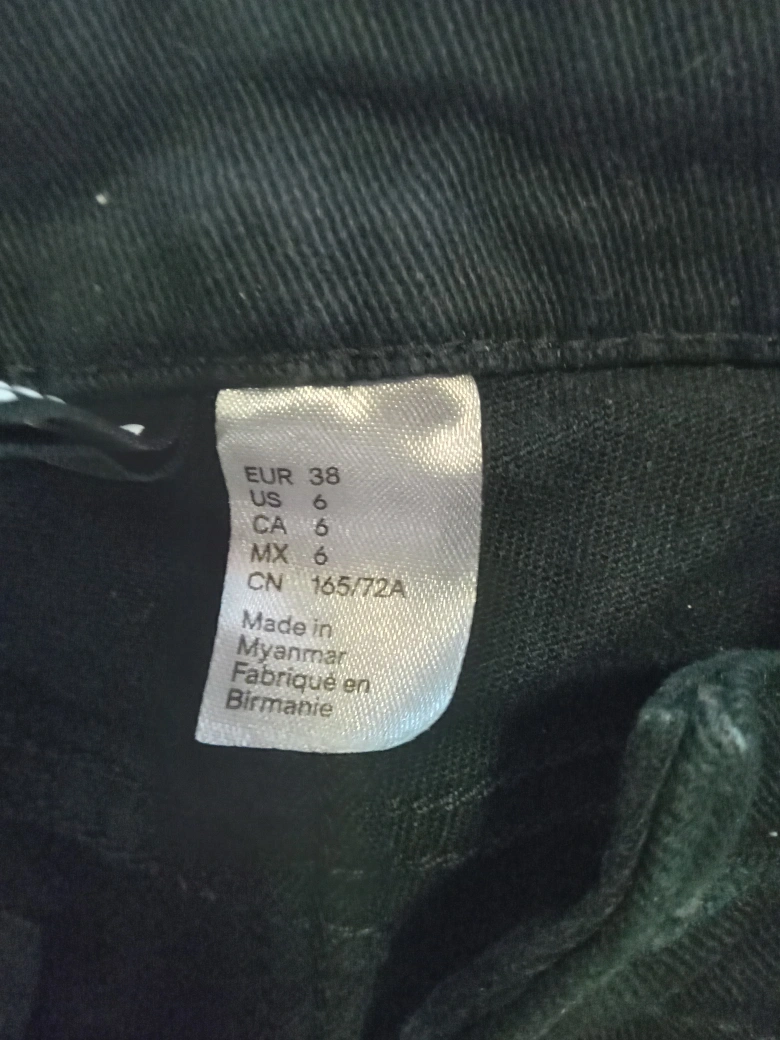 EUR 38
US 6
CA 6
MX 6
CN 165/72A
Made in
Myanmar
Fabriqué en
Birmanie